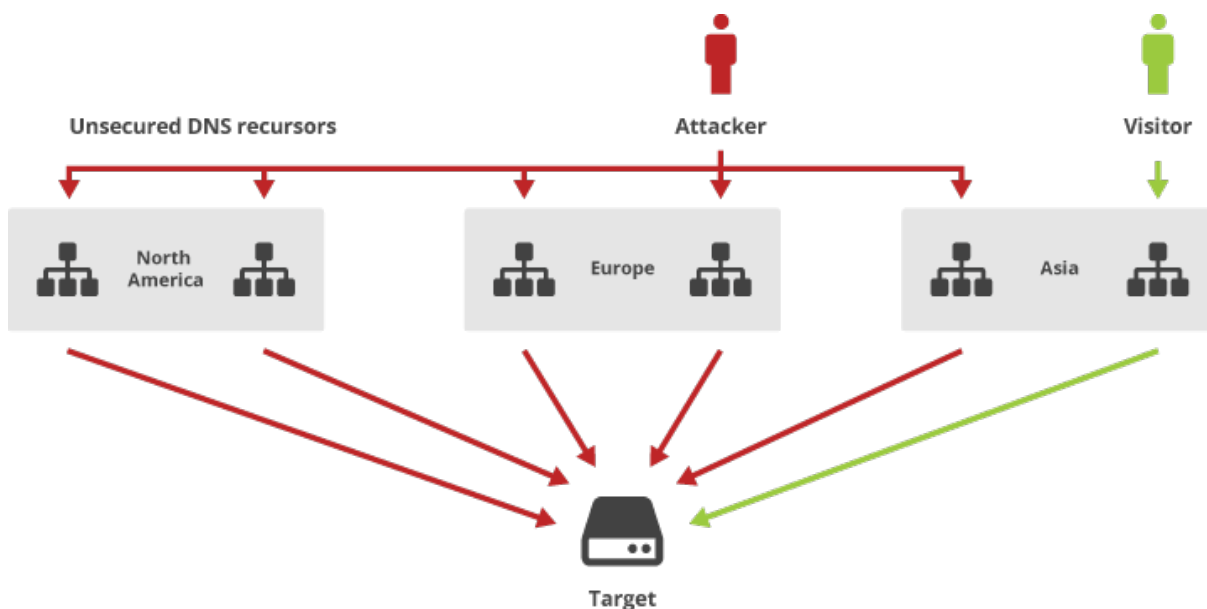 Unsecured DNS recursors
Attacker
Visitor
North
America
Europe
Asia
Target